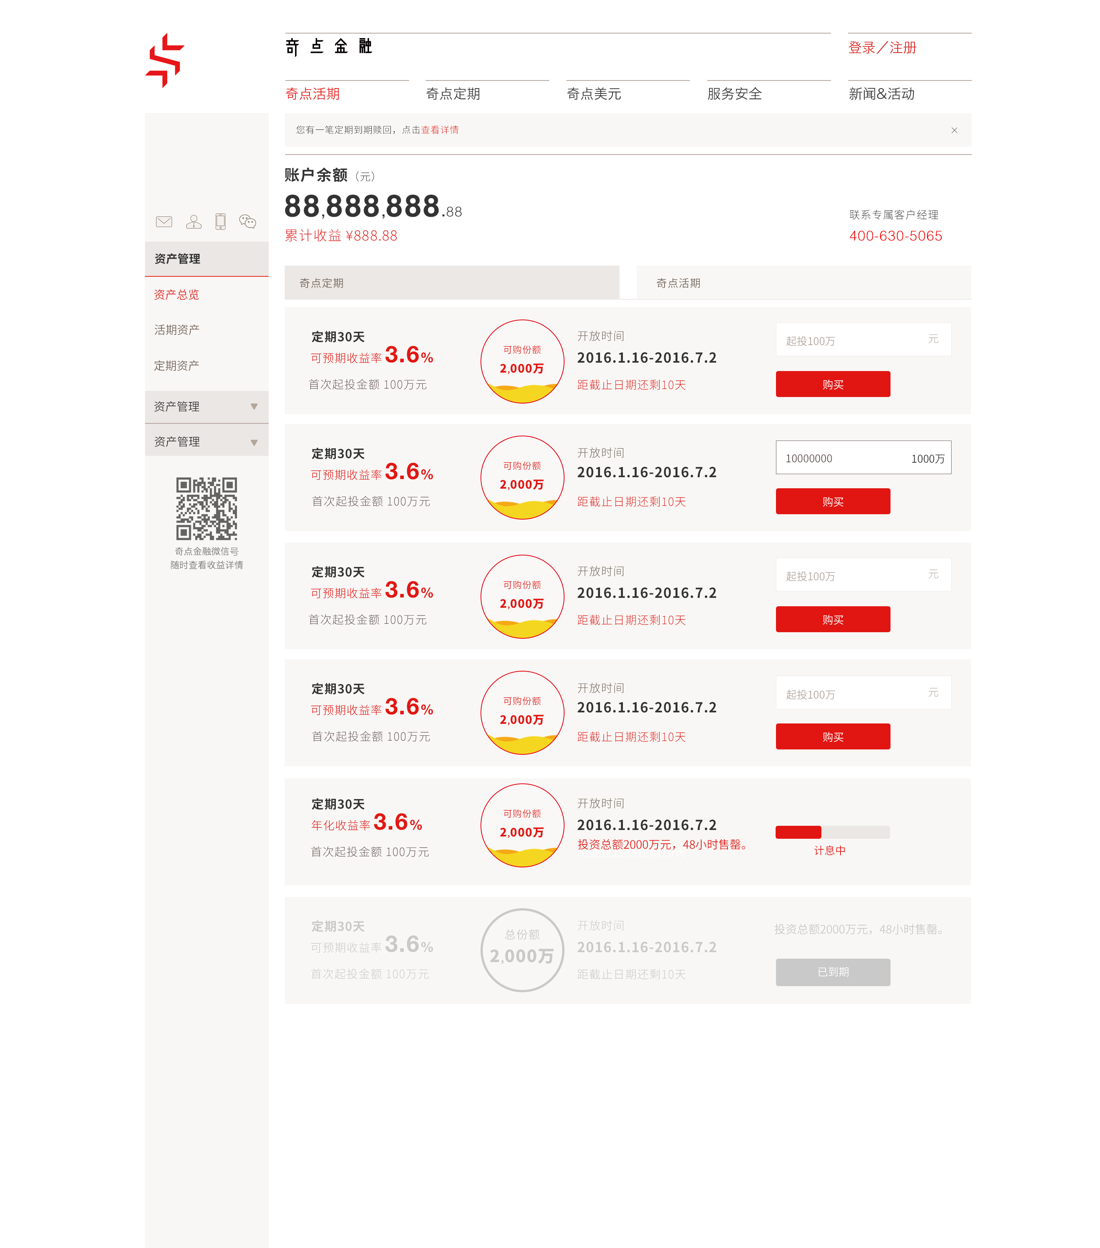 奇点金融
登录／注册
奇点活期
奇点定期
奇点美元
服务安全
新闻&活动
您有一笔定期到期赎回，点击查看详情
×
账户余额（元）
88,888,888.88
累计收益 ¥888.88
联系专属客户经理
400-630-5065
资产管理
资产总览
活期资产
定期资产
资产管理
资产管理
奇点金融微信号
随时查看收益详情
奇点定期
奇点活期
定期30天
可预期收益率 3.6%
首次起投金额 100万元
可购份额
2,000万
开放时间
2016.1.16-2016.7.2
距截止日期还剩10天
起投100万 元
购买
定期30天
可预期收益率 3.6%
首次起投金额 100万元
可购份额
2,000万
开放时间
2016.1.16-2016.7.2
距截止日期还剩10天
10000000 1000万
购买
定期30天
可预期收益率 3.6%
首次起投金额 100万元
可购份额
2,000万
开放时间
2016.1.16-2016.7.2
距截止日期还剩10天
起投100万 元
购买
定期30天
可预期收益率 3.6%
首次起投金额 100万元
可购份额
2,000万
开放时间
2016.1.16-2016.7.2
距截止日期还剩10天
起投100万 元
购买
定期30天
年化收益率 3.6%
首次起投金额 100万元
可购份额
2,000万
开放时间
2016.1.16-2016.7.2
投资总额2000万元，48小时售罄。
计息中
定期30天
可预期收益率 3.6%
首次起投金额 100万元
总份额
2,000万
开放时间
2016.1.16-2016.7.2
距截止日期还剩10天
投资总额2000万元，48小时售罄。
已到期